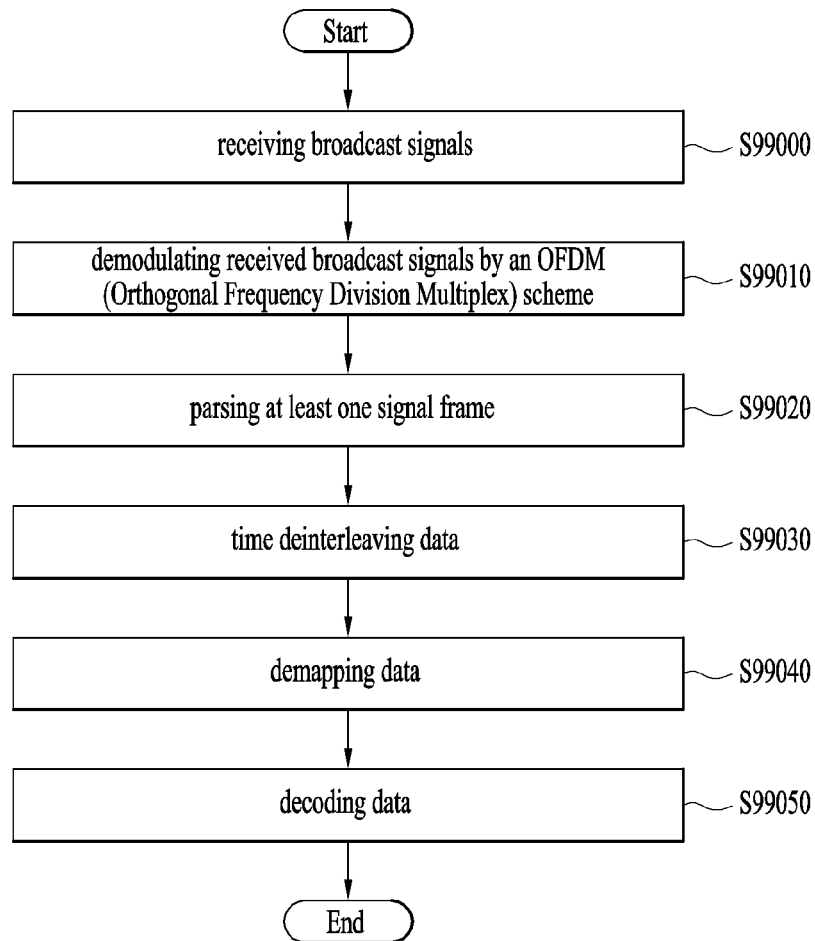 Start
receiving broadcast signals
S99000
demodulating received broadcast signals by an OFDM
(Orthogonal Frequency Division Multiplex) scheme
S99010
parsing at least one signal frame
S99020
time deinterleaving data
S99030
demapping data
S99040
decoding data
S99050
End